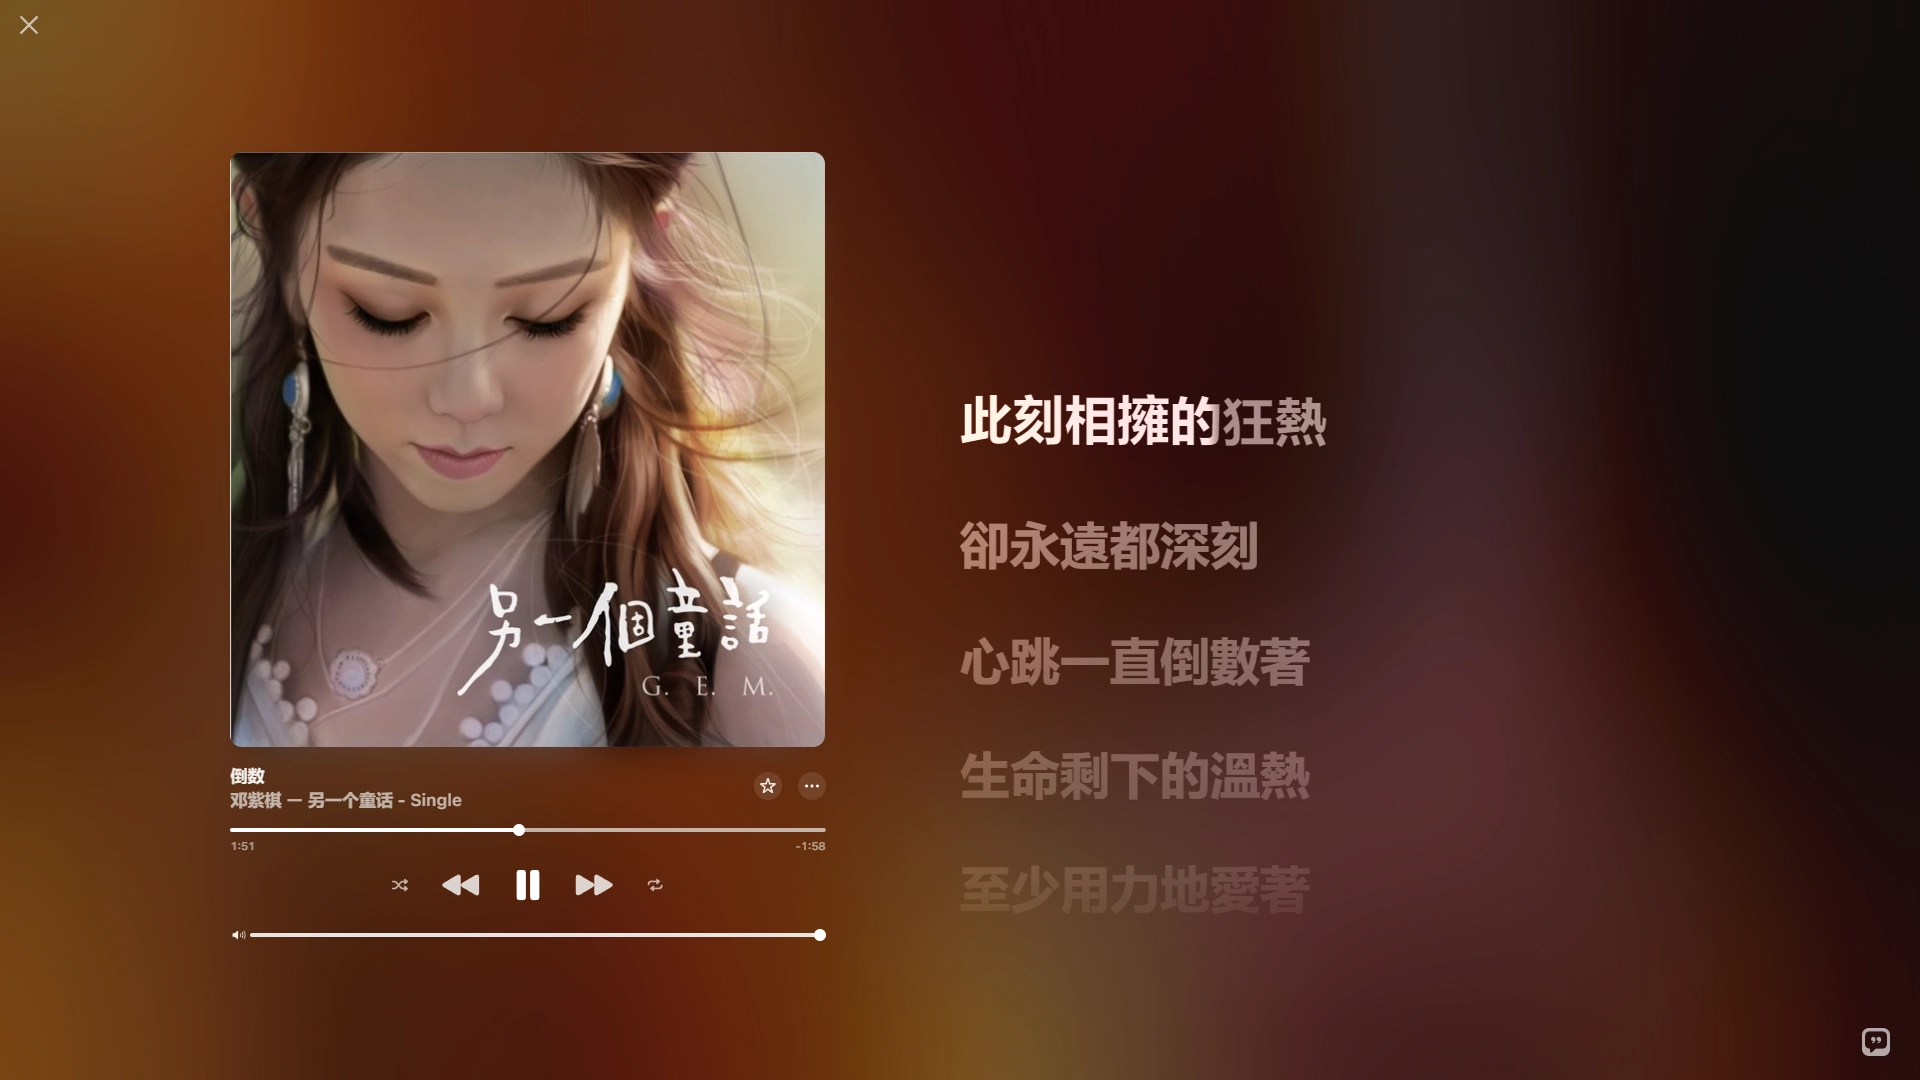 另一個童話
G. E. M.
倒数
邓紫棋 — 另一个童话 - Single
1:51
-1:58
此刻相擁的狂熱
卻永遠都深刻
心跳一直倒數著
生命剩下的溫熱
至少用力地愛著